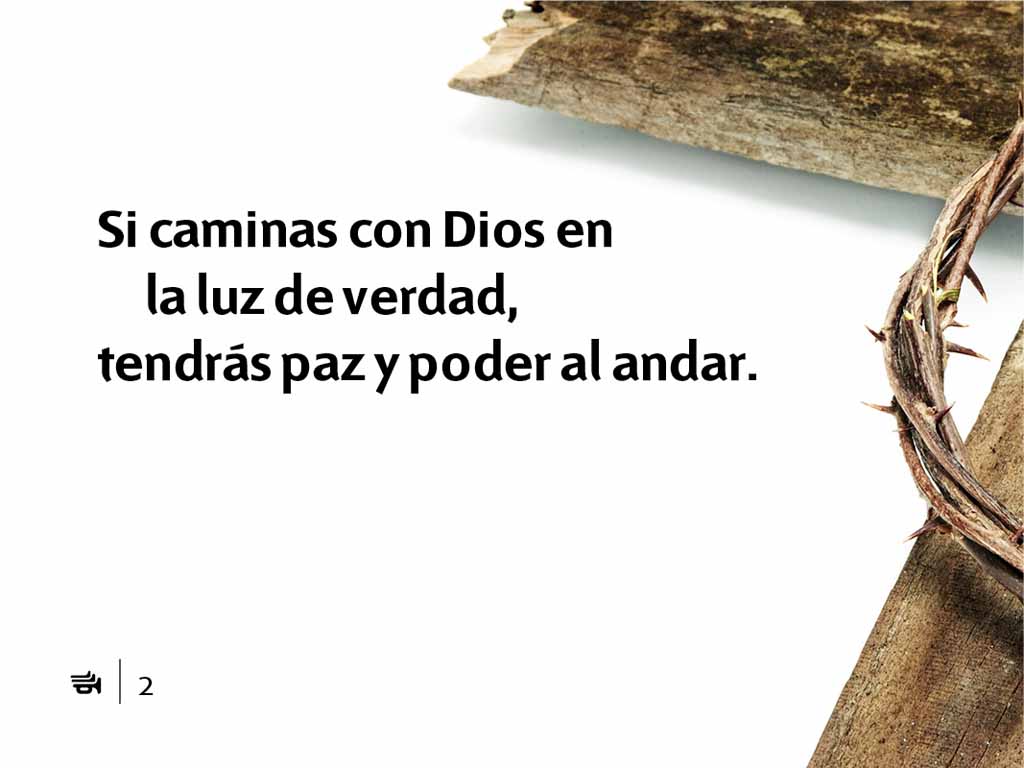 Si caminas con Dios en
la luz de verdad,
tendrás paz y poder al andar.
2